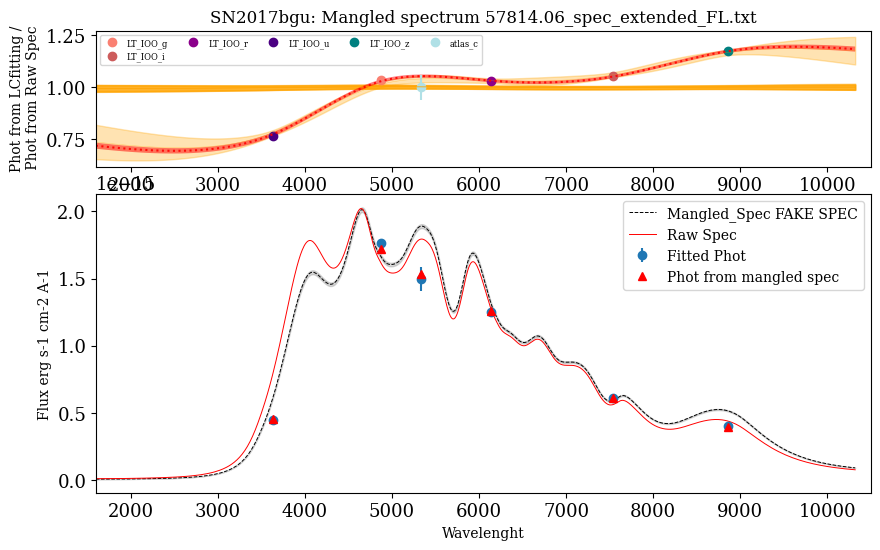 SN2017bgu: Mangled spectrum 57814.06_spec_extended_FL.txt
Phot from LCfitting /
Phot from Raw Spec
1.25
1.00
0.75
LT_IOO_g
LT_IOO_r
LT_IOO_u
LT_IOO_z
atlas_c
LT_IOO_i
2000 3000 4000 5000 6000 7000 8000 9000 10000
1e−15
Flux erg s-1 cm-2 A-1
2.0
1.5
1.0
0.5
0.0
Mangled_Spec FAKE SPEC
Raw Spec
Fitted Phot
Phot from mangled spec
2000 3000 4000 5000 6000 7000 8000 9000 10000
Wavelenght